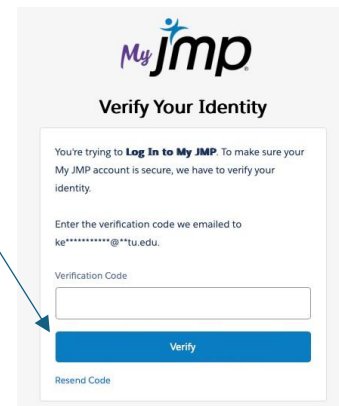 My jmp
Verify Your Identity
You're trying to Log In to My JMP. To make sure your
My JMP account is secure, we have to verify your
identity.
Enter the verification code we emailed to
ke***********@**tu.edu.
Verification Code
Verify
Resend Code